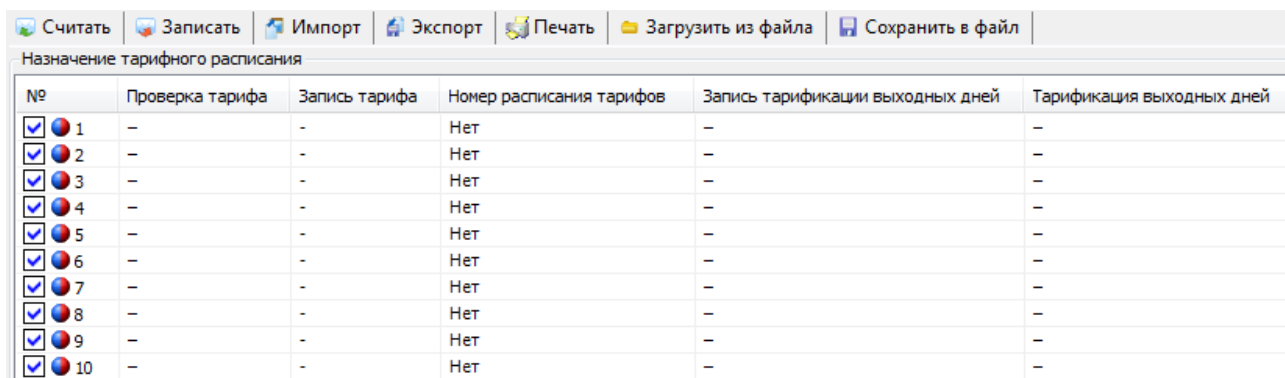 Считать Записать Импорт Экспорт Печать Загрузить из файла Сохранить в файл
Назначение тарифного расписания
№ Проверка тарифа Запись тарифа Номер расписания тарифов Запись тарификации выходных дней Тарификация выходных дней
1 – - Нет – –
2 – - Нет – –
3 – - Нет – –
4 – - Нет – –
5 – - Нет – –
6 – - Нет – –
7 – - Нет – –
8 – - Нет – –
9 – - Нет – –
10 – - Нет – –